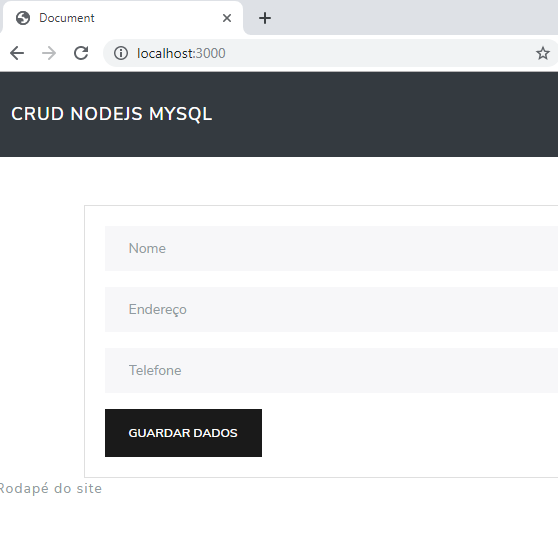 Document
localhost:3000
CRUD NODEJS MYSQL
Nome
Endereço
Telefone
GUARDAR DADOS
Rodapé do site